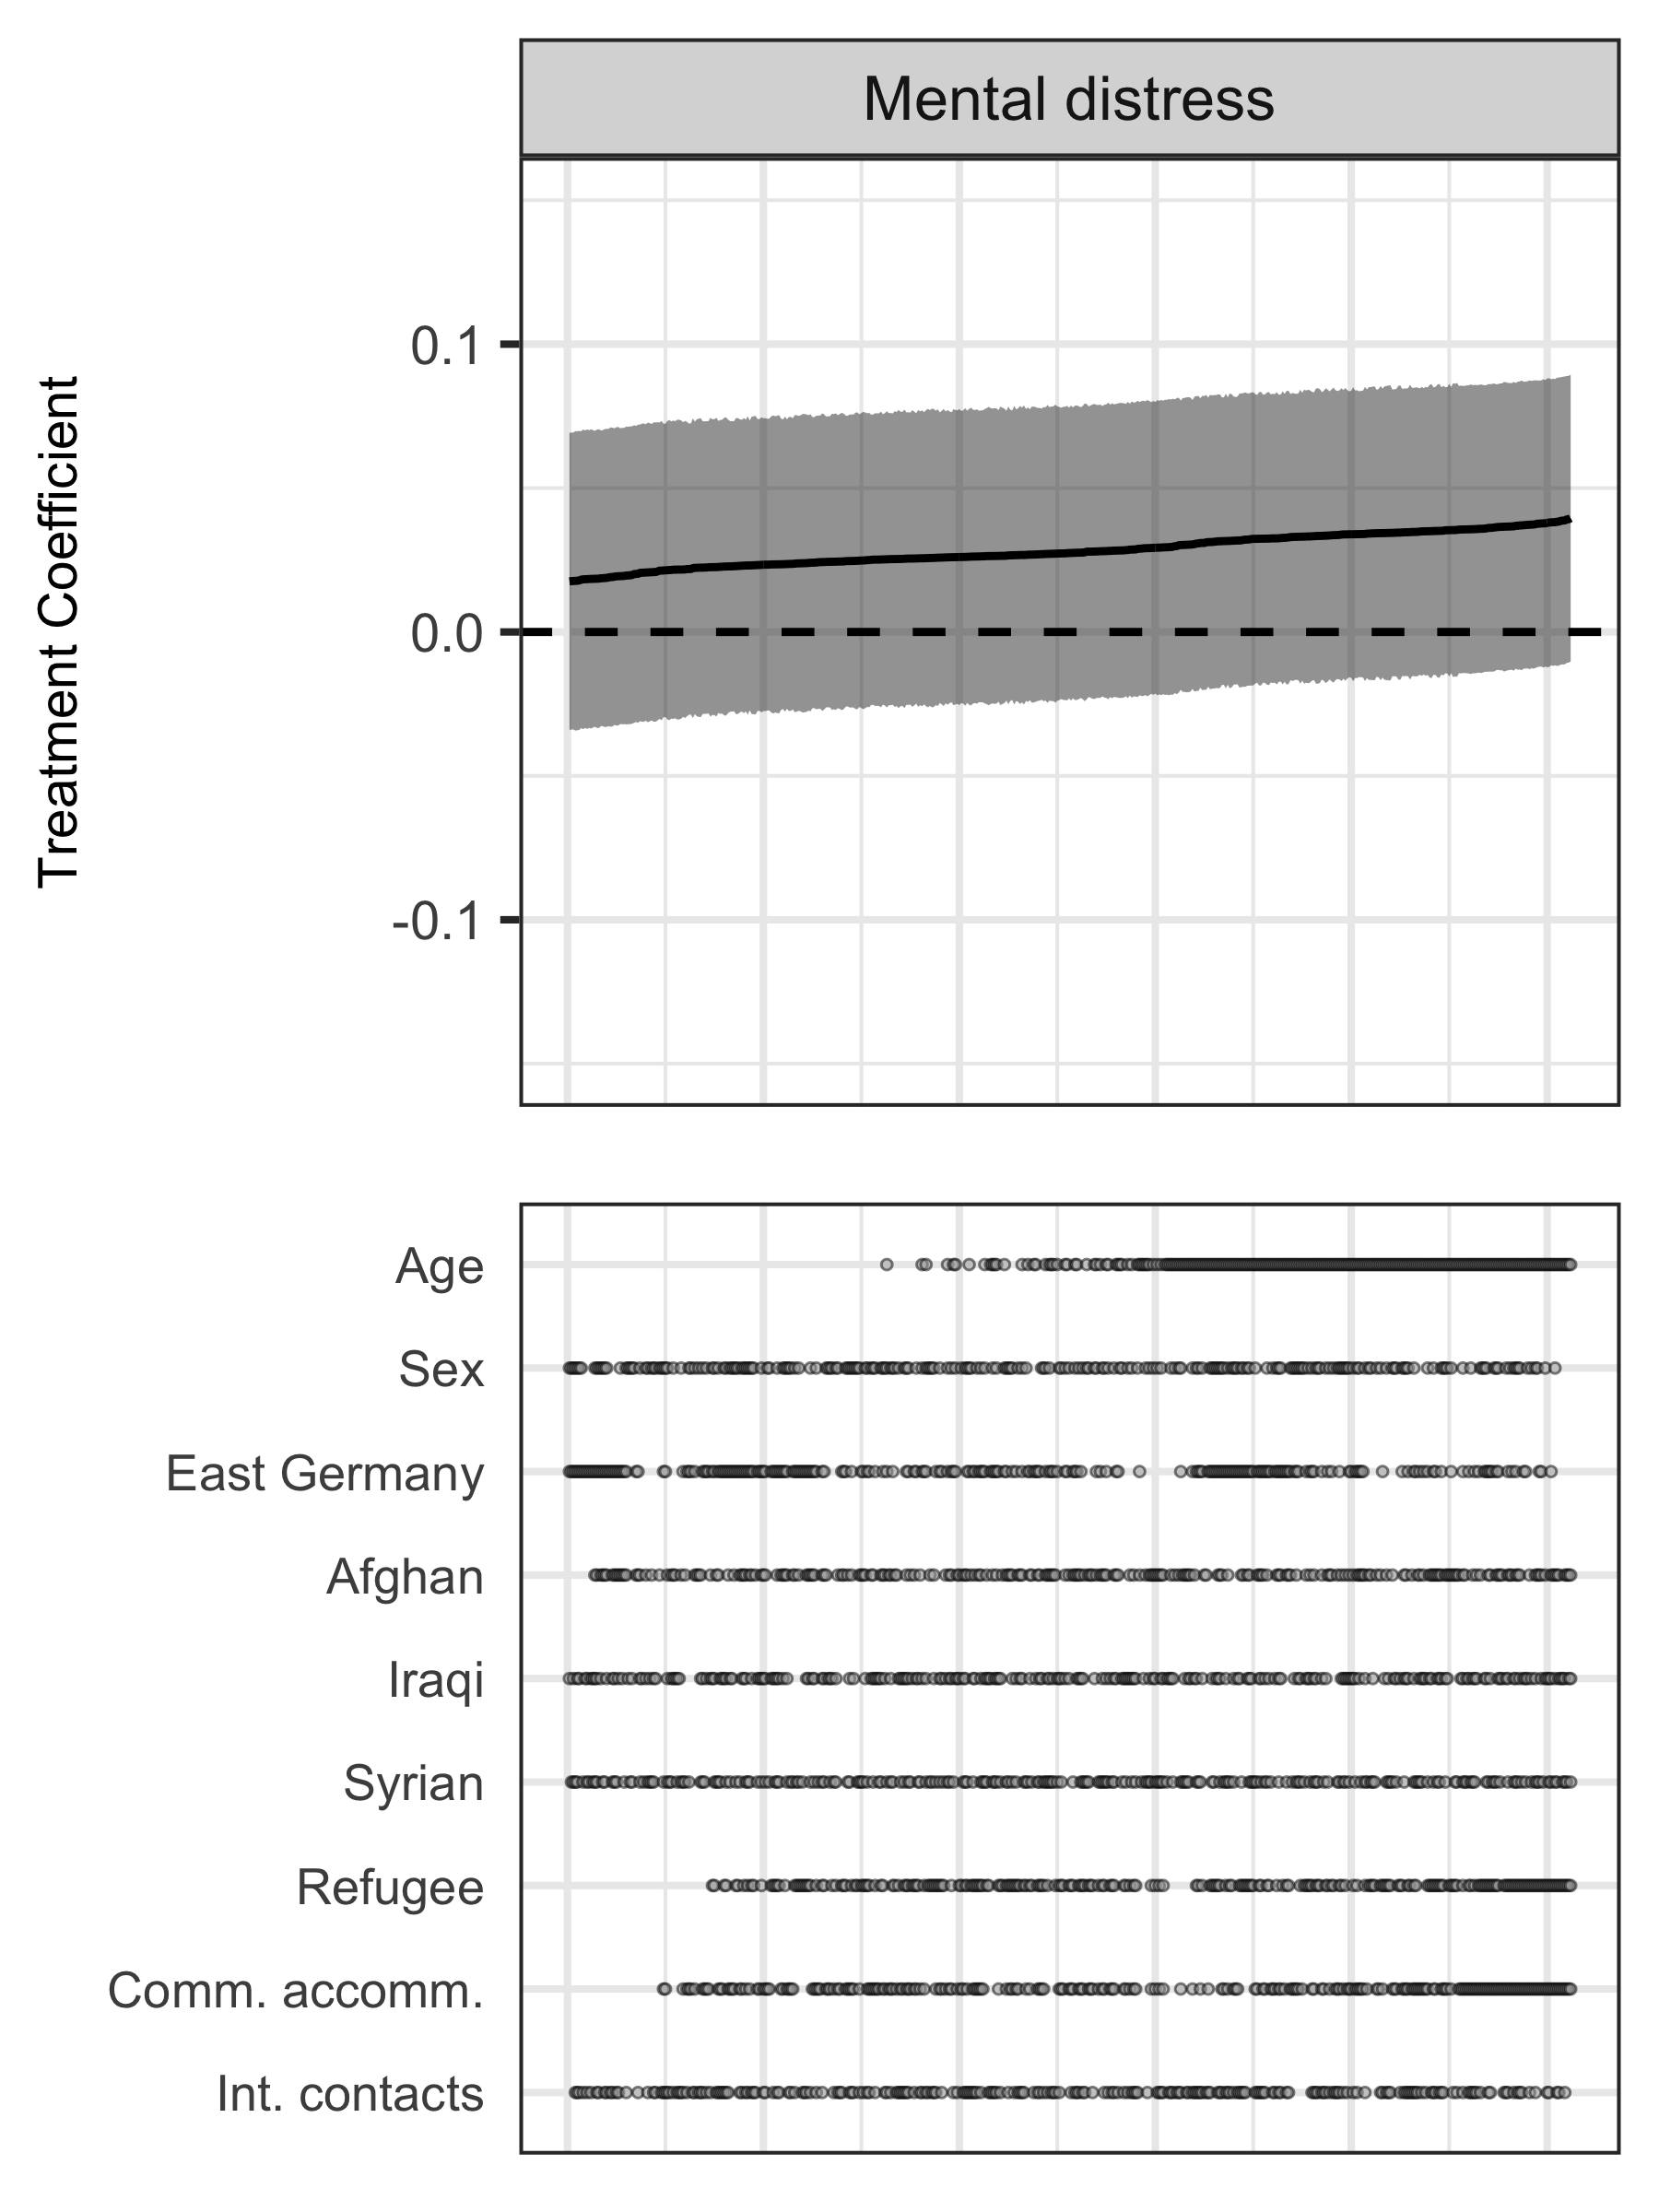 Mental distress
Treatment Coefficient
0.1
0.0
-0.1
Age
Sex
East Germany
Afghan
Iraqi
Syrian
Refugee
Comm. accomm.
Int. contacts